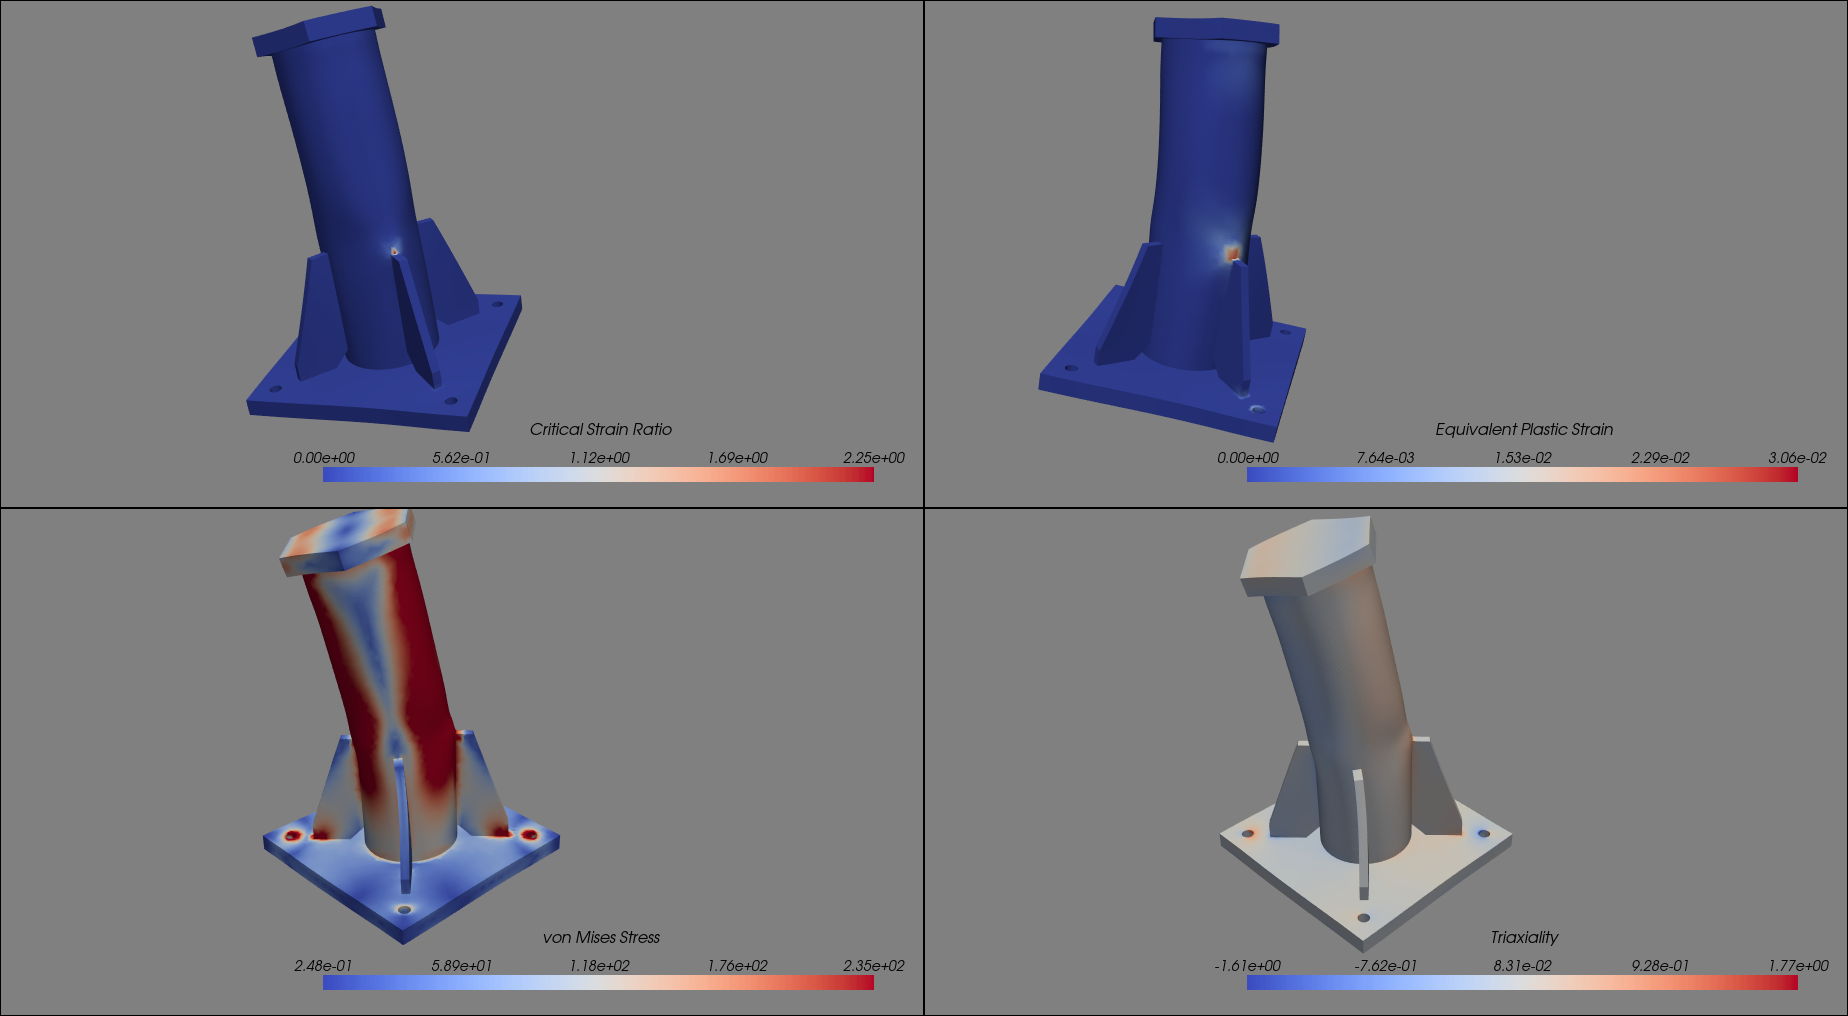 Critical Strain Ratio
0.00e+00 5.62e-01 1.12e+00 1.69e+00 2.25e+00
Equivalent Plastic Strain
0.00e+00 7.64e-03 1.53e-02 2.29e-02 3.06e-02
von Mises Stress
2.48e-01 5.89e+01 1.18e+02 1.76e+02 2.35e+02
Triaxiality
-1.61e+00 -7.62e-01 8.31e-02 9.28e-01 1.77e+00